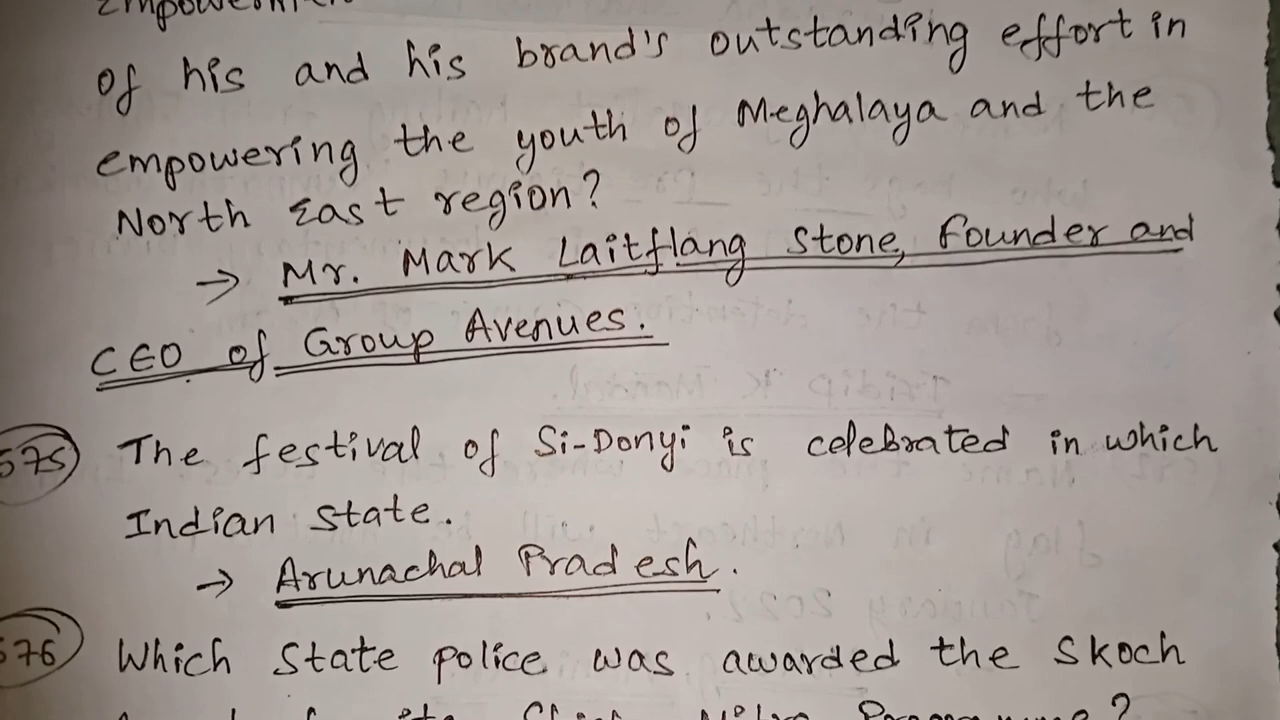 of his and his brand's outstanding effort in
empowering the youth of Meghalaya and the
North East region?
→ Mr. Mark Laitflang Stone, founder and
CEO of Group Avenues.
575) The festival of Si-Donyi is celebrated in which
Indian state.
→ Arunachal Pradesh.
576 Which state police was awarded the Skoch